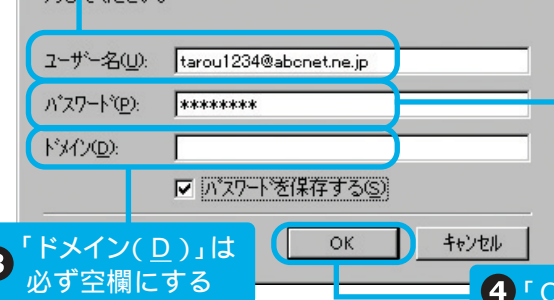 ユーザー名(U): tarou1234@abcnet.ne.jp
パスワード(P): ********
ドメイン(D):
パスワードを保存する(S)
OK キャンセル
3 「ドメイン( D )」は
必ず空欄にする
4 「O